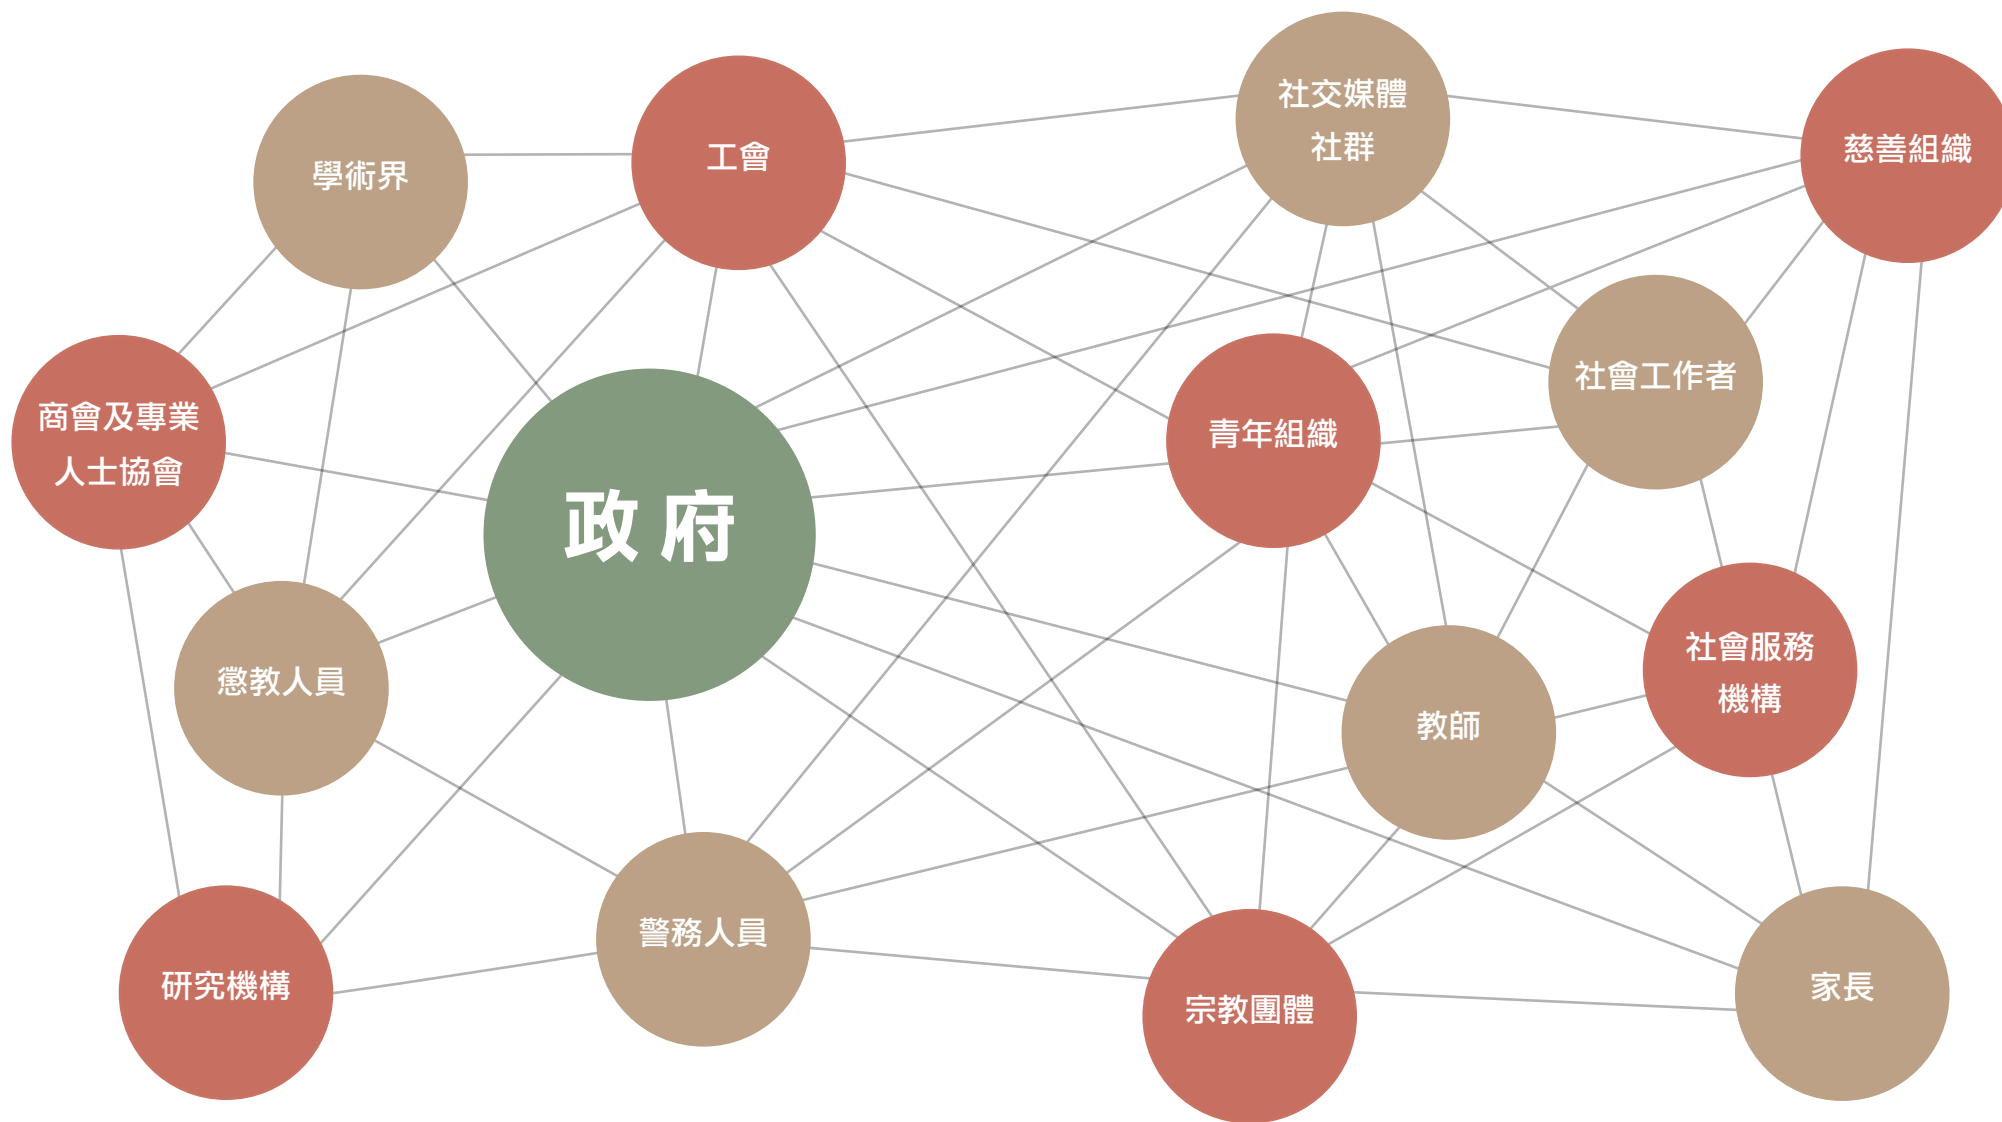 社交媒體
社群
工會
慈善組織
學術界
社會工作者
商會及專業
人士協會
青年組織
政府
社會服務
機構
懲教人員
教師
警務人員
研究機構
家長
宗教團體